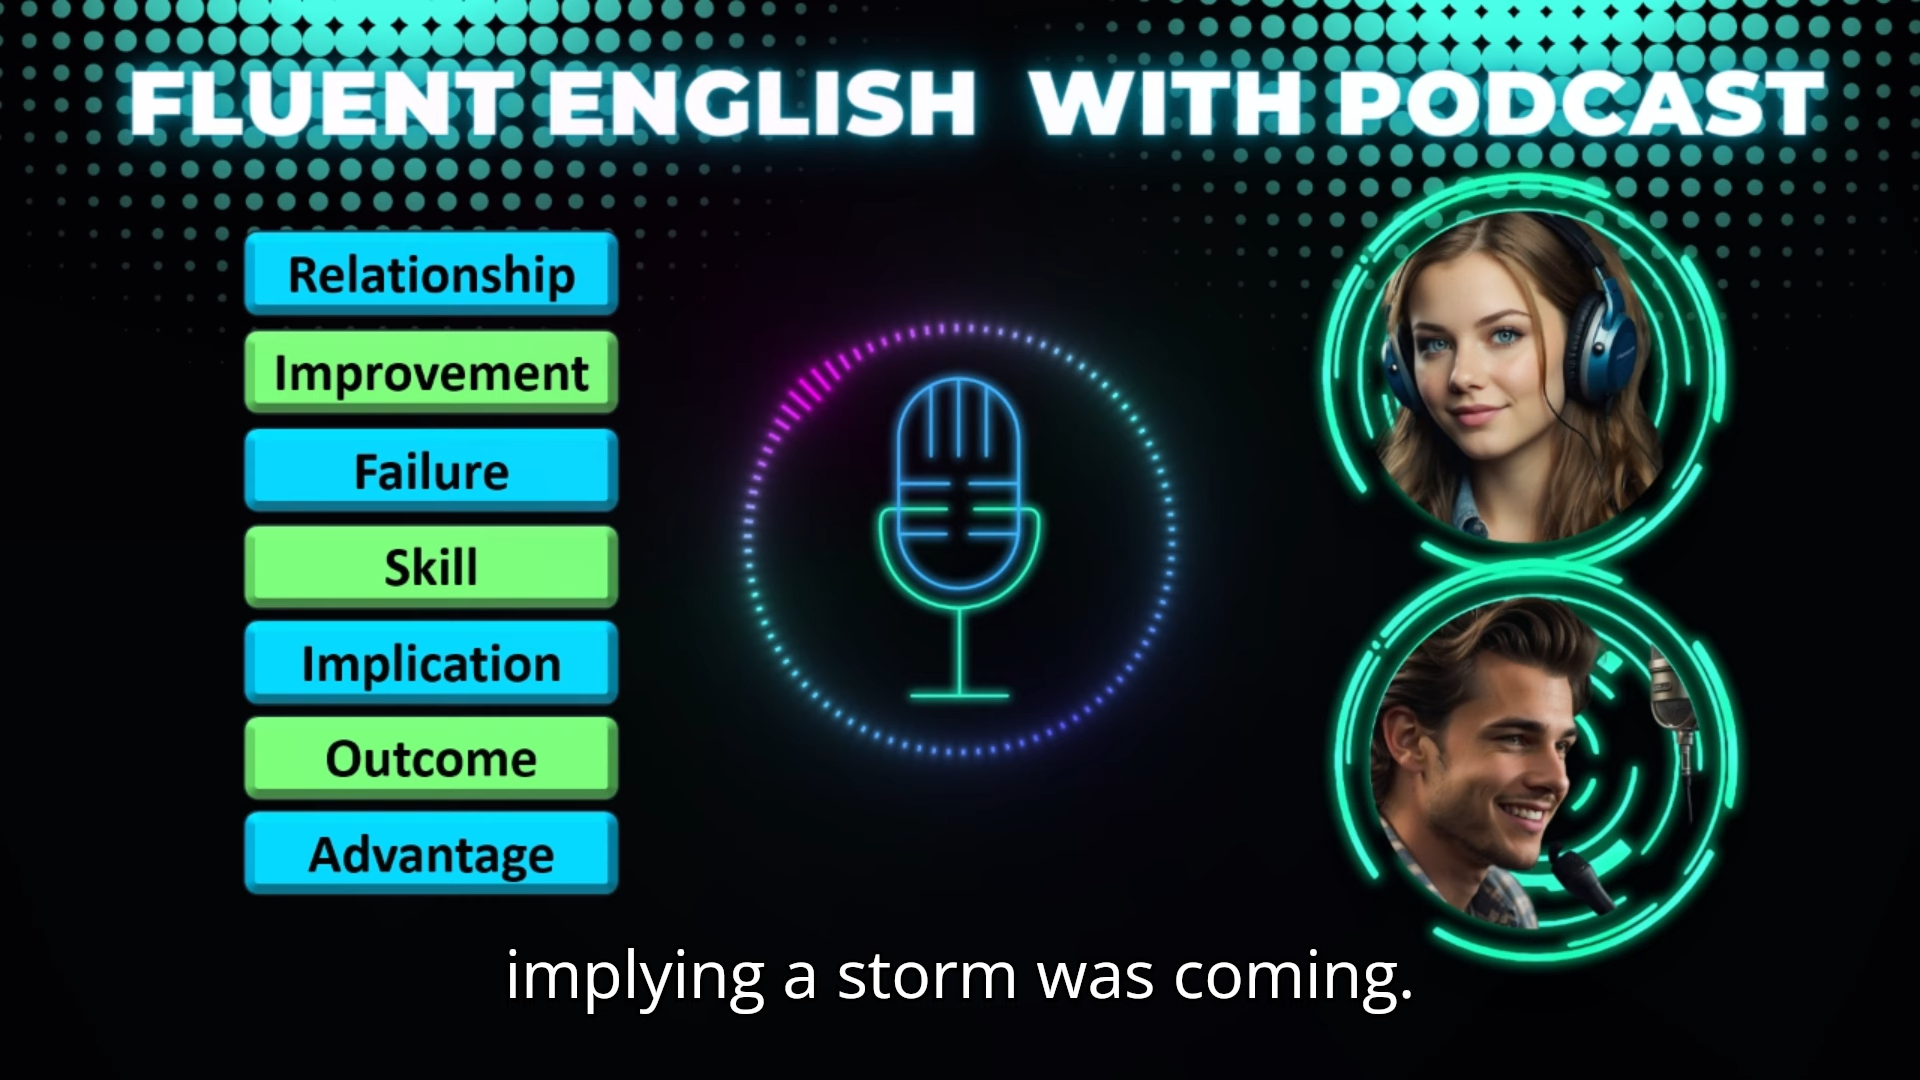 FLUENT ENGLISH WITH PODCAST
Relationship
Improvement
Failure
Skill
Implication
Outcome
Advantage
implying a storm was coming.